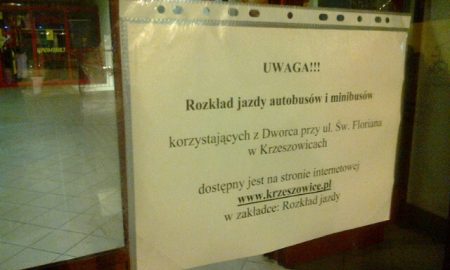 UWAGA!!!
Rozkład jazdy autobusów i minibusów
korzystających z Dworca przy ul. Św. Floriana
w Krzeszowicach
dostępny jest na stronie internetowej
www.krzeszowice.pl
w zakładce: Rozkład jazdy